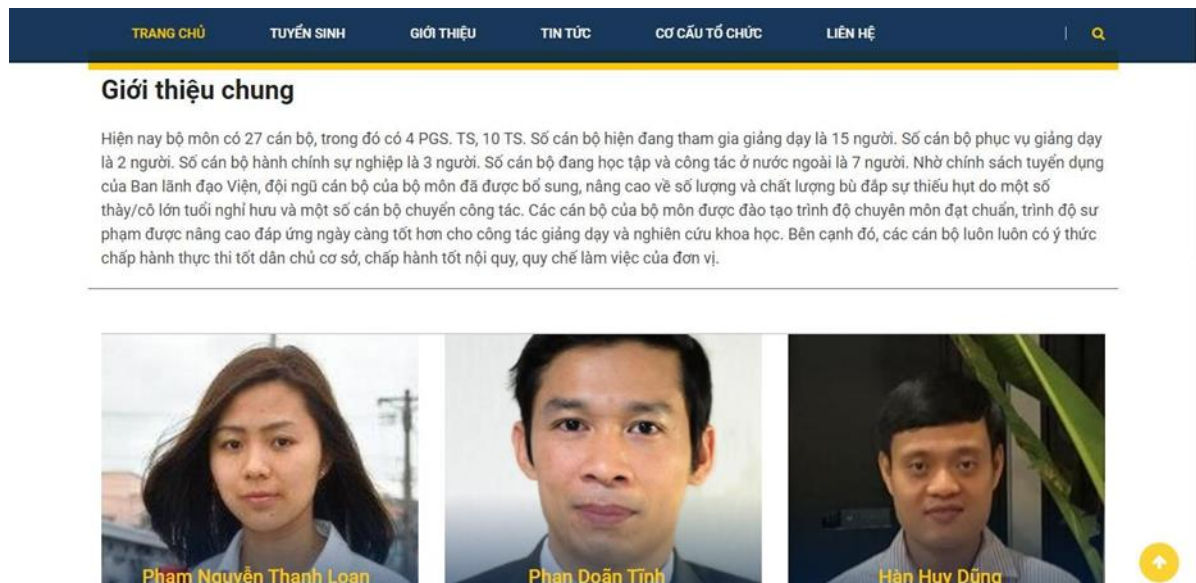 TRANG CHỦ TUYỂN SINH GIỚI THIỆU TIN TỨC CƠ CẤU TỔ CHỨC LIÊN HỆ
Giới thiệu chung
Hiện nay bộ môn có 27 cán bộ, trong đó có 4 PGS. TS, 10 TS. Số cán bộ hiện đang tham gia giảng dạy là 15 người. Số cán bộ phục vụ giảng dạy
là 2 người. Số cán bộ hành chính sự nghiệp là 3 người. Số cán bộ đang học tập và công tác ở nước ngoài là 7 người. Nhờ chính sách tuyển dụng
của Ban lãnh đạo Viện, đội ngũ cán bộ của bộ môn đã được bổ sung, nâng cao về số lượng và chất lượng bù đắp sự thiếu hụt do một số
thày/cô lớn tuổi nghỉ hưu và một số cán bộ chuyển công tác. Các cán bộ của bộ môn được đào tạo trình độ chuyên môn đạt chuẩn, trình độ sư
phạm được nâng cao đáp ứng ngày càng tốt hơn cho công tác giảng dạy và nghiên cứu khoa học. Bên cạnh đó, các cán bộ luôn luôn có ý thức
chấp hành thực thi tốt dân chủ cơ sở, chấp hành tốt nội quy, quy chế làm việc của đơn vị.
Phạm Nguyễn Thanh Loan Phan Doãn Tĩnh Hàn Huy Dũng